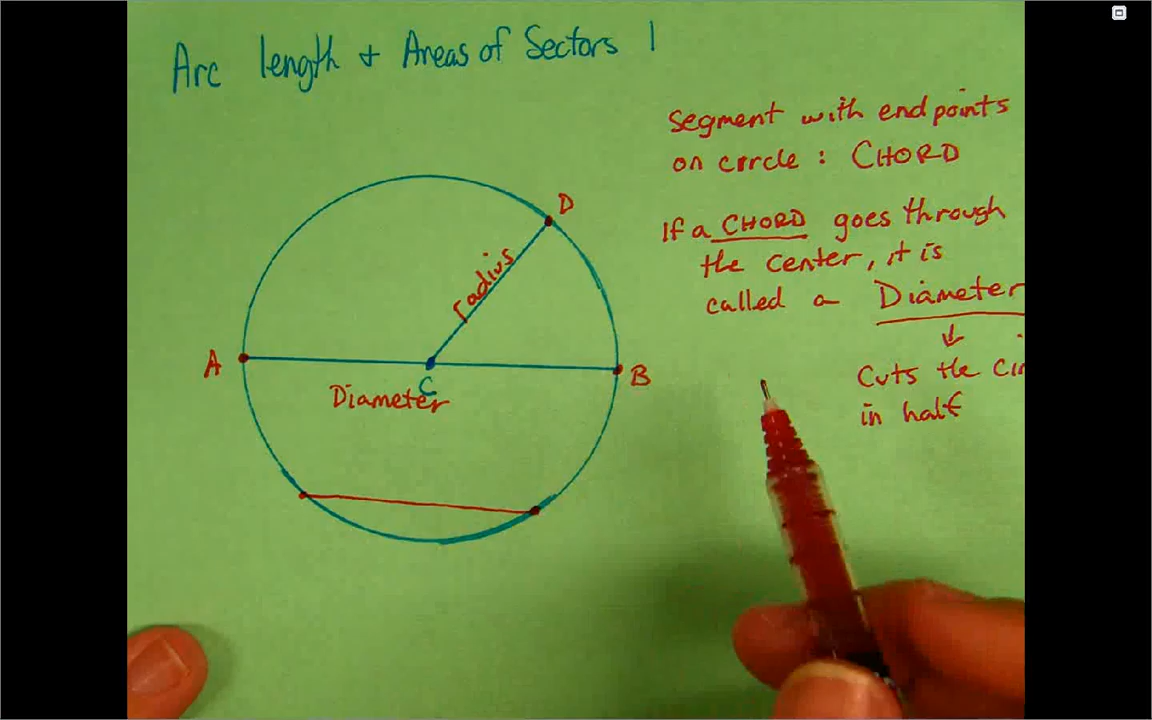 Arc length + Areas of Sectors 1
Segment with endpoints
on circle : CHORD
If a CHORD goes through
the center, it is
called a Diameter
Cuts the
in half
D
radius
A
C
B
Diameter